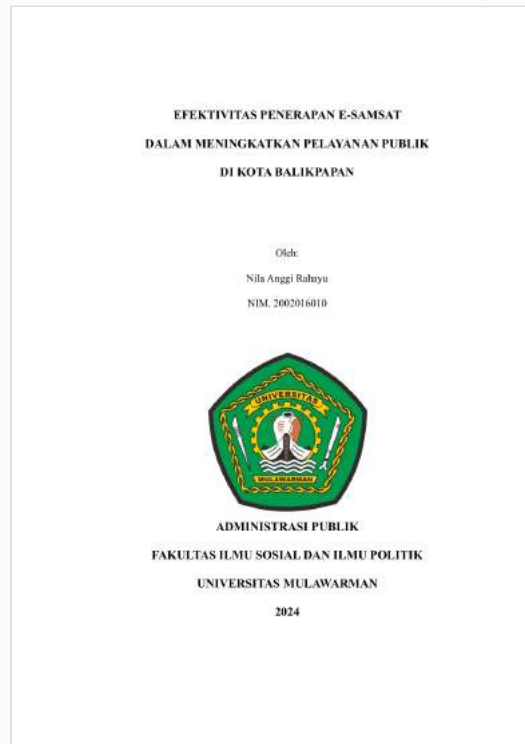 EFEKTIVITAS PENERAPAN E-SAMSAT
DALAM MENINGKATKAN PELAYANAN PUBLIK
DI KOTA BALIKPAPAN
Oleh:
Nila Anggi Rahayu
NIM. 2002016010
UNIVERSITAS
MULAWARMAN
ADMINISTRASI PUBLIK
FAKULTAS ILMU SOSIAL DAN ILMU POLITIK
UNIVERSITAS MULAWARMAN
2024